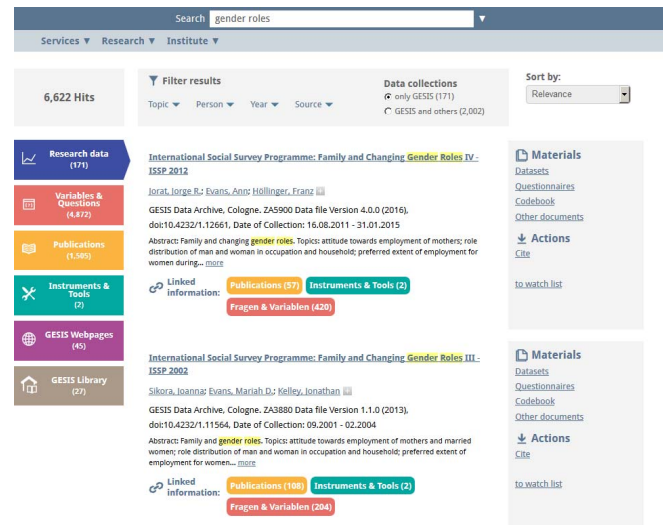 Search gender roles
Services Research Institute
6,622 Hits
Filter results
Topic Person Year Source
Data collections
only GESIS (171)
GESIS and others (2,002)
Sort by:
Relevance
Research data
(171)
Variables &
Questions
(4,872)
Publications
(1,505)
Instruments &
Tools
(2)
GESIS Webpages
(45)
GESIS Library
(27)
International Social Survey Programme: Family and Changing Gender Roles IV -
ISSP 2012
Jorat, Jorge R.; Evans, Ann; Höllinger, Franz
GESIS Data Archive, Cologne. ZA5900 Data file Version 4.0.0 (2016),
doi:10.4232/1.12661, Date of Collection: 16.08.2011 - 31.01.2015
Abstract: Family and changing gender roles. Topics: attitude towards employment of mothers; role
distribution of man and woman in occupation and household; preferred extent of employment for
women during... more
Linked
information:
Publications (57) Instruments & Tools (2)
Fragen & Variablen (420)
Materials
Datasets
Questionnaires
Codebook
Other documents
Actions
Cite
to watch list
International Social Survey Programme: Family and Changing Gender Roles III -
ISSP 2002
Sikora, Joanna; Evans, Mariah D.; Kelley, Jonathan
GESIS Data Archive, Cologne. ZA3880 Data file Version 1.1.0 (2013),
doi:10.4232/1.11564, Date of Collection: 09.2001 - 02.2004
Abstract: Family and gender roles. Topics: attitude towards employment of mothers and married
women; role distribution of man and woman in occupation and household; preferred extent of
employment for women... more
Linked
information:
Publications (108) Instruments & Tools (2)
Fragen & Variablen (204)
Materials
Datasets
Questionnaires
Codebook
Other documents
Actions
Cite
to watch list